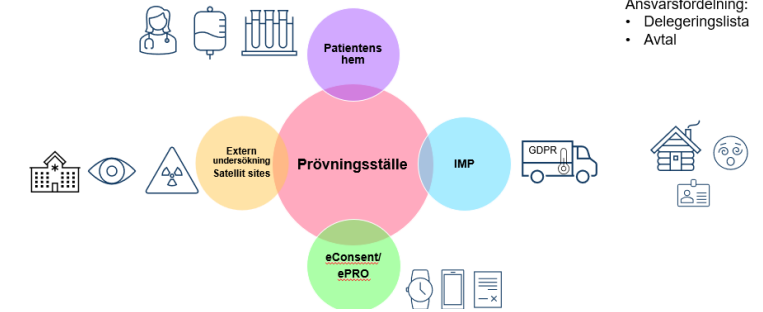 Ansvarsfördelning:
• Delegeringslista
• Avtal
Patientens
hem
Extern
undersökning
Satellit sites
Prövningsställe
IMP
GDPR
eConsent/
ePRO